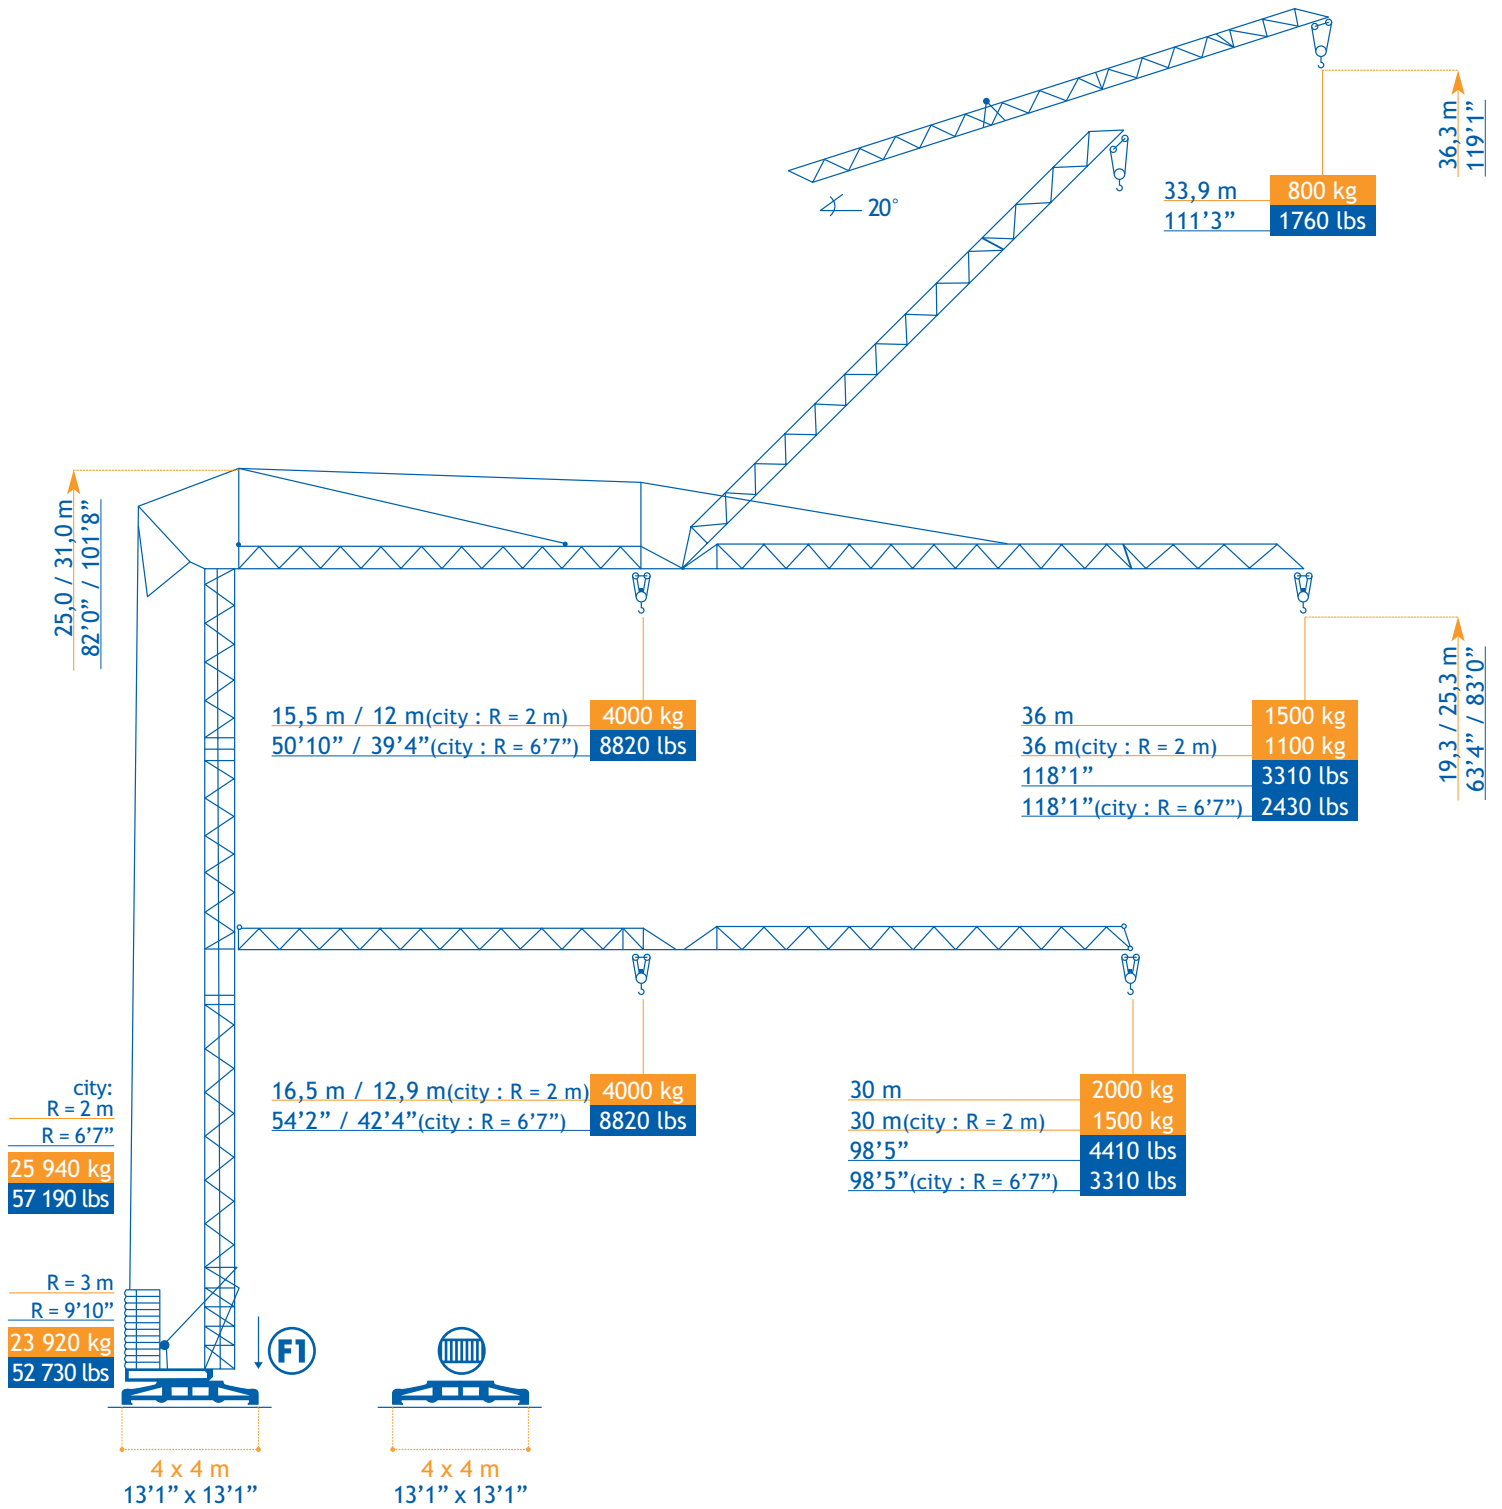 36,3 m
119’1”
33,9 m 800 kg
111’3” 1760 lbs
20°
25,0 / 31,0 m
82’0” / 101’8”
15,5 m / 12 m(city : R = 2 m) 4000 kg
50’10” / 39’4”(city : R = 6’7”) 8820 lbs
36 m 1500 kg
36 m(city : R = 2 m) 1100 kg
118’1” 3310 lbs
118’1”(city : R = 6’7”) 2430 lbs
19,3 / 25,3 m
63’4” / 83’0”
16,5 m / 12,9 m(city : R = 2 m) 4000 kg
54’2” / 42’4”(city : R = 6’7”) 8820 lbs
30 m 2000 kg
30 m(city : R = 2 m) 1500 kg
98’5” 4410 lbs
98’5”(city : R = 6’7”) 3310 lbs
city:
R = 2 m
R = 6’7”
25 940 kg
57 190 lbs
R = 3 m
R = 9’10”
23 920 kg
52 730 lbs
F1
4 x 4 m
13’1” x 13’1”
4 x 4 m
13’1” x 13’1”